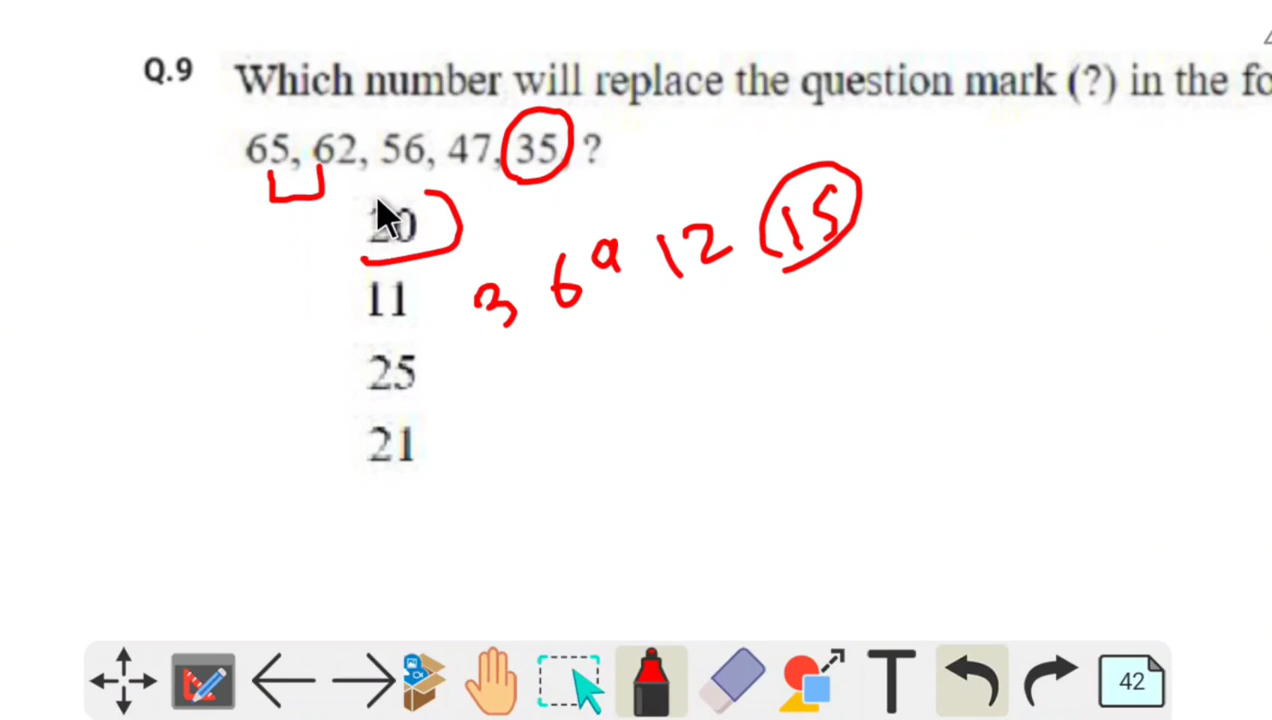 Q.9 Which number will replace the question mark (?) in the fo
65, 62, 56, 47, 35, ?
20
11
25
21
3 6 9 12 15
T
42